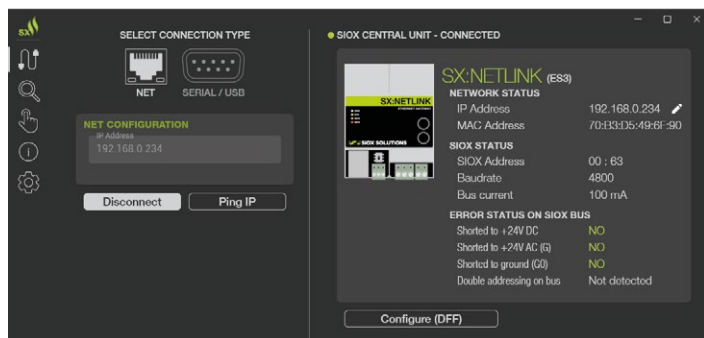 SX
SELECT CONNECTION TYPE
NET
SERIAL / USB
NET CONFIGURATION
IP Address
192.168.0.234
Disconnect
Ping IP
SIOX CENTRAL UNIT - CONNECTED
SX:NETLINK
SIOX SOLUTIONS
SX:NETLINK (ES3)
NETWORK STATUS
IP Address 192.168.0.234
MAC Address 70:B3:D5:49:6F:90
SIOX STATUS
SIOX Address 00 : 63
Baudrate 4800
Bus current 100 mA
ERROR STATUS ON SIOX BUS
Shorted to +24V DC NO
Shorted to +24V AC (G) NO
Shorted to ground (G0) NO
Double addressing on bus Not detected
Configure (DFF)